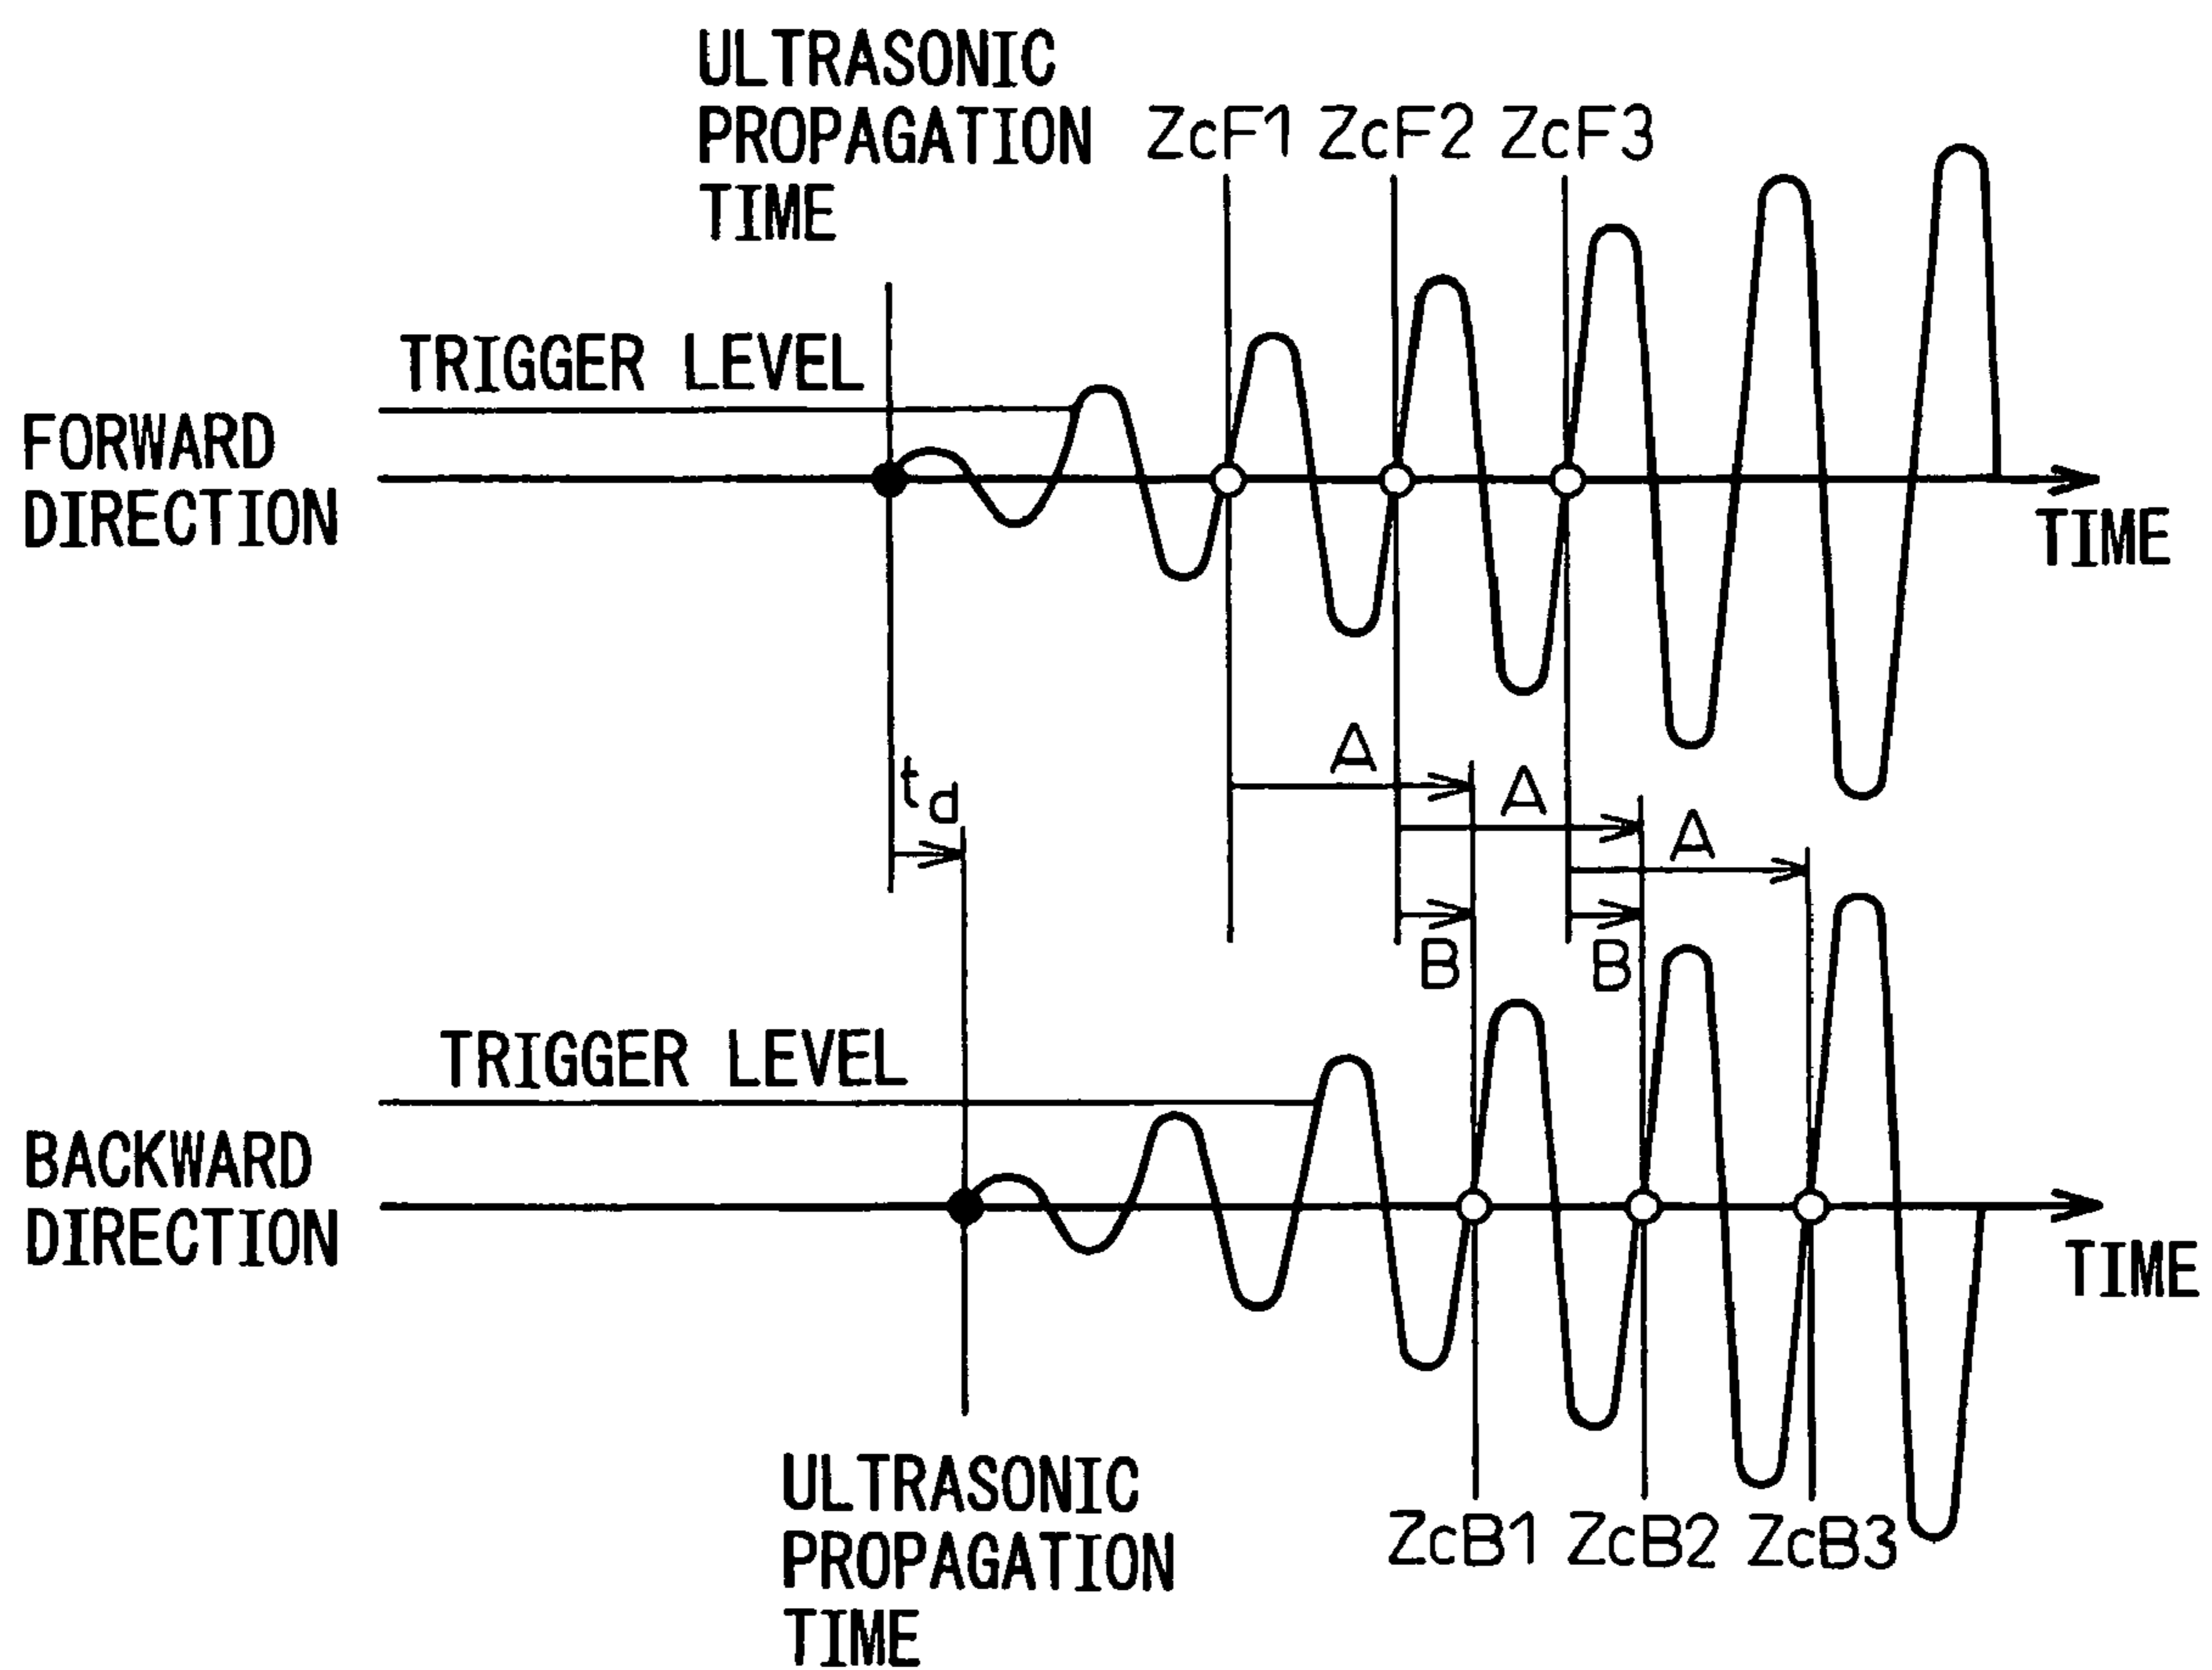 ULTRASONIC
PROPAGATION
TIME
ZcF1 ZcF2 ZcF3
TRIGGER LEVEL
FORWARD
DIRECTION
TIME
A
A
A
td
B
B
TRIGGER LEVEL
BACKWARD
DIRECTION
TIME
ULTRASONIC
PROPAGATION
TIME
ZcB1 ZcB2 ZcB3